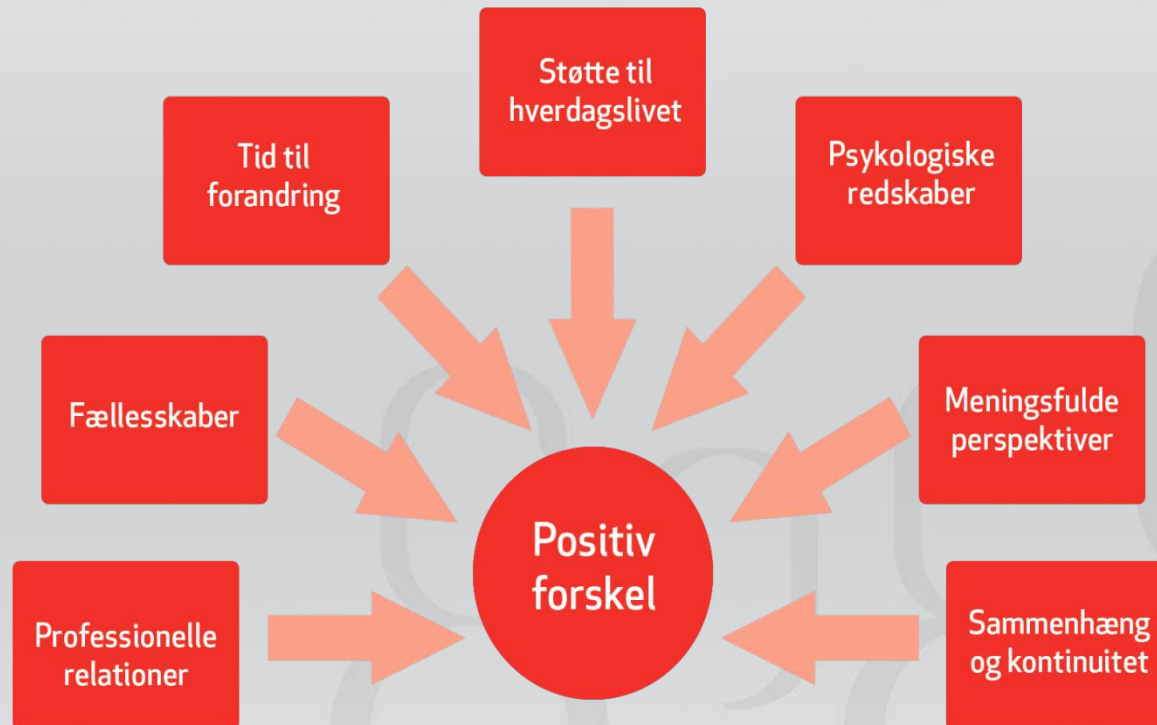 Støtte til
hverdagslivet
Tid til
forandring
Psykologiske
redskaber
Fællesskaber
Meningsfulde
perspektiver
Positiv
forskel
Professionelle
relationer
Sammenhæng
og kontinuitet